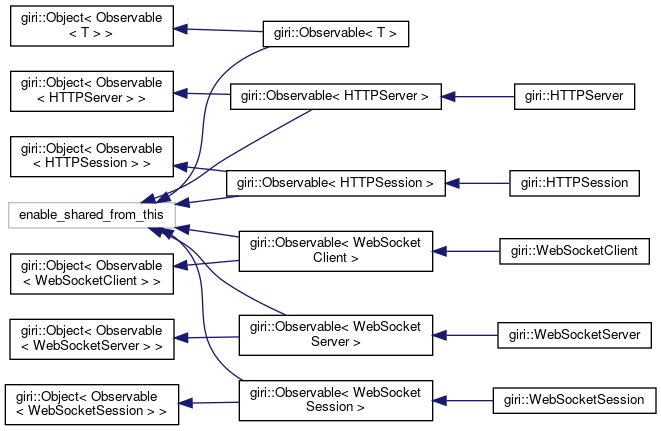 giri::Object< Observable
< T > >
giri::Observable< T >
giri::Object< Observable
< HTTPServer > >
giri::Observable< HTTPServer >
giri::HTTPServer
giri::Object< Observable
< HTTPSession > >
giri::Observable< HTTPSession >
giri::HTTPSession
enable_shared_from_this
giri::Observable< WebSocket
Client >
giri::WebSocketClient
giri::Object< Observable
< WebSocketClient > >
giri::Observable< WebSocket
Server >
giri::WebSocketServer
giri::Object< Observable
< WebSocketServer > >
giri::Observable< WebSocket
Session >
giri::WebSocketSession
giri::Object< Observable
< WebSocketSession > >